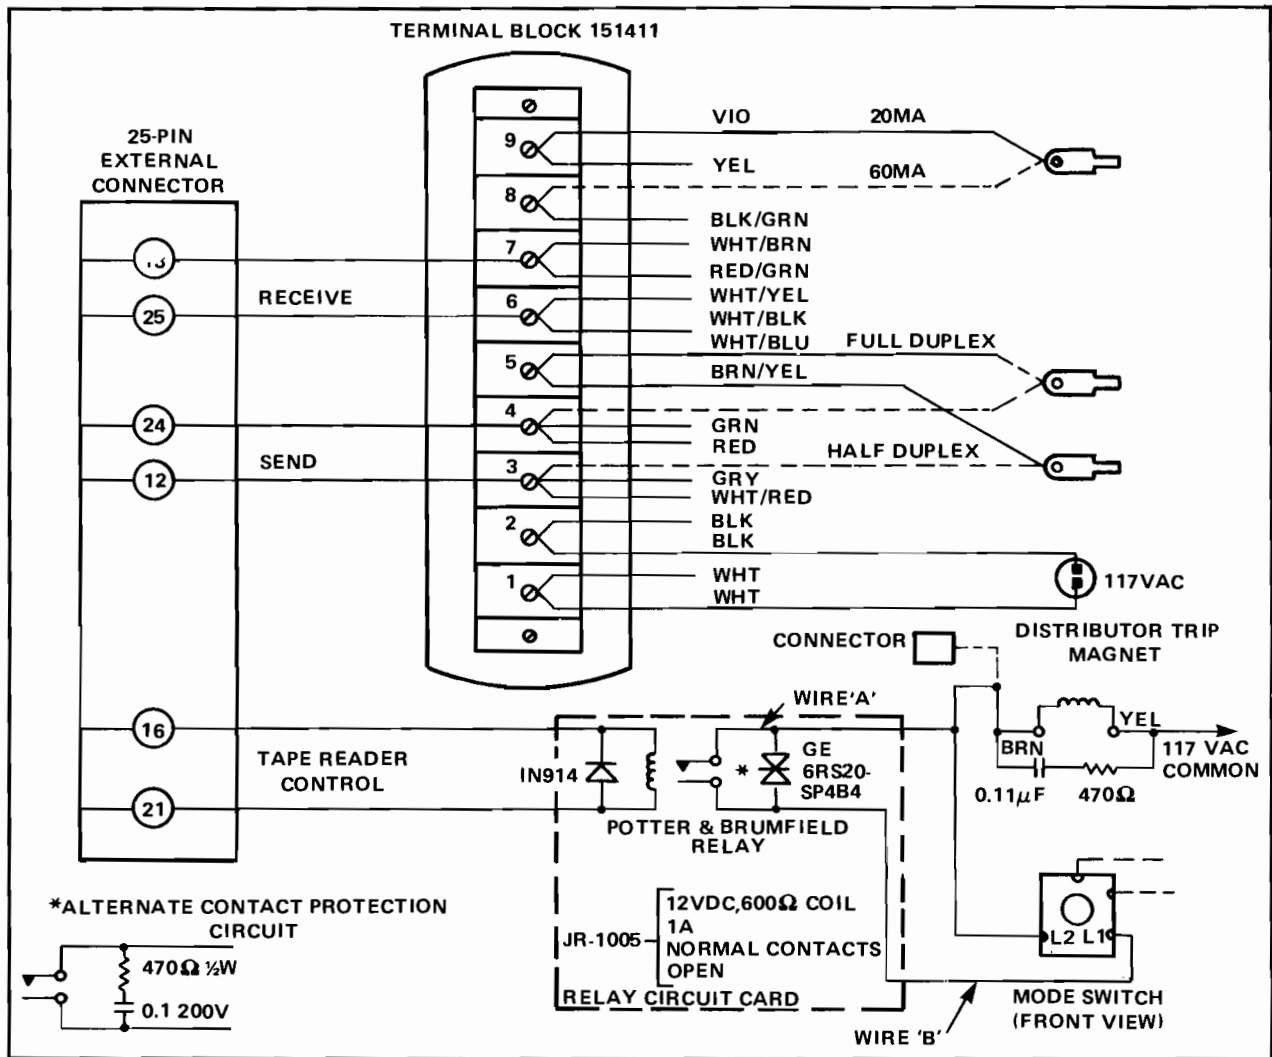 TERMINAL BLOCK 151411
25-PIN
EXTERNAL
CONNECTOR
25
24
12
16
21
RECEIVE
SEND
TAPE READER
CONTROL
9
8
7
6
5
4
3
2
1
VIO 20MA
YEL
60MA
BLK/GRN
WHT/BRN
RED/GRN
WHT/YEL
WHT/BLK
WHT/BLU FULL DUPLEX
BRN/YEL
GRN
RED
HALF DUPLEX
GRY
WHT/RED
BLK
BLK
WHT
WHT
117VAC
CONNECTOR
DISTRIBUTOR TRIP
MAGNET
WIRE 'A'
YEL
BRN
117 VAC
COMMON
0.11μF 470Ω
IN914
*
GE
6RS20-
SP4B4
POTTER & BRUMFIELD
RELAY
JR-1005
12VDC,600Ω COIL
1A
NORMAL CONTACTS
OPEN
RELAY CIRCUIT CARD
L2 L1
MODE SWITCH
(FRONT VIEW)
WIRE 'B'
*ALTERNATE CONTACT PROTECTION
CIRCUIT
470Ω ½W
0.1 200V